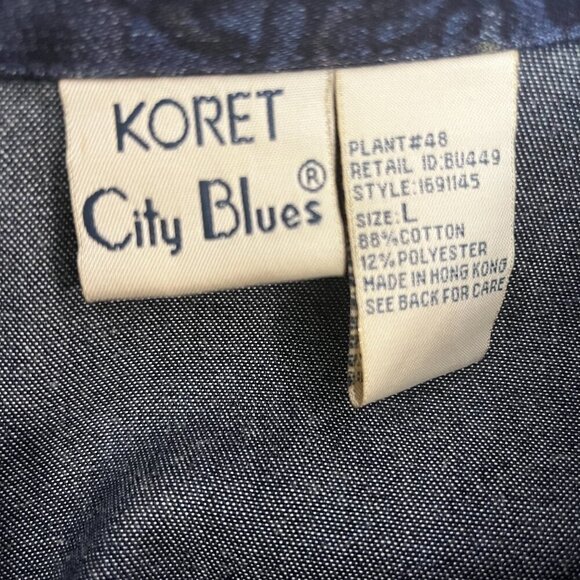 KORET
City Blues®
PLANT#48
RETAIL ID:BU449
STYLE:1691145
SIZE:L
88%COTTON
12%POLYESTER
MADE IN HONG KONG
SEE BACK FOR CARE